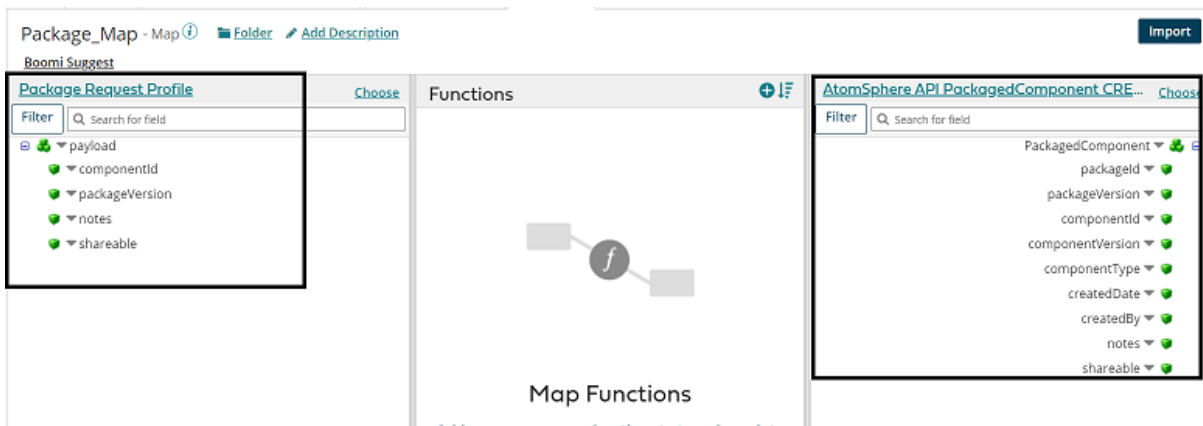 Package_Map - Map i Folder Add Description
Import
Boomi Suggest
Package Request Profile
Choose
Filter
Search for field
payload
componentId
packageVersion
notes
shareable
Functions
f
Map Functions
AtomSphere API PackagedComponent CRE...
Choose
Filter
Search for field
PackagedComponent
packageId
packageVersion
componentId
componentVersion
componentType
createdDate
createdBy
notes
shareable